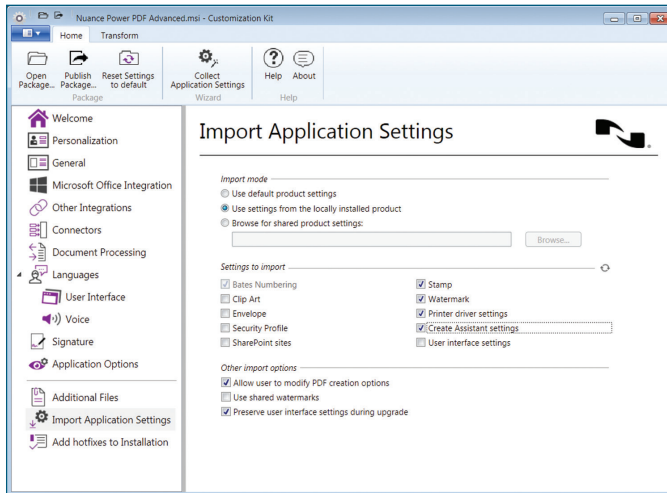 Nuance Power PDF Advanced.msi - Customization Kit
Home Transform
Open Package... Publish Package... Reset Settings to default Collect Application Settings Help About
Package Wizard Help
Welcome
Personalization
General
Microsoft Office Integration
Other Integrations
Connectors
Document Processing
Languages
User Interface
Voice
Signature
Application Options
Additional Files
Import Application Settings
Add hotfixes to Installation
Import Application Settings
Import mode
Use default product settings
Use settings from the locally installed product
Browse for shared product settings:
Browse...
Settings to import
Bates Numbering
Clip Art
Envelope
Security Profile
SharePoint sites
Stamp
Watermark
Printer driver settings
Create Assistant settings
User interface settings
Other import options
Allow user to modify PDF creation options
Use shared watermarks
Preserve user interface settings during upgrade